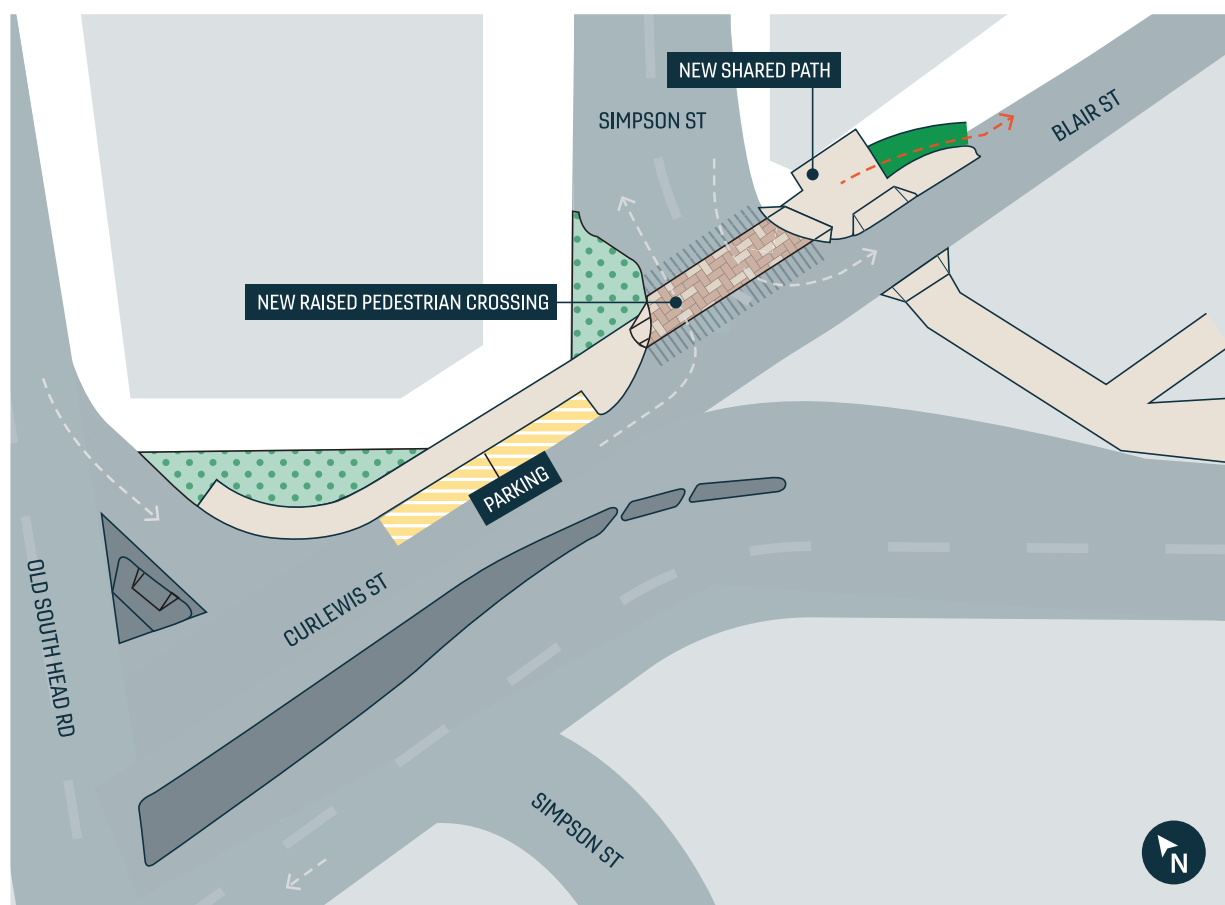 NEW SHARED PATH
SIMPSON ST
BLAIR ST
NEW RAISED PEDESTRIAN CROSSING
PARKING
CURLEWIS ST
OLD SOUTH HEAD RD
SIMPSON ST
N